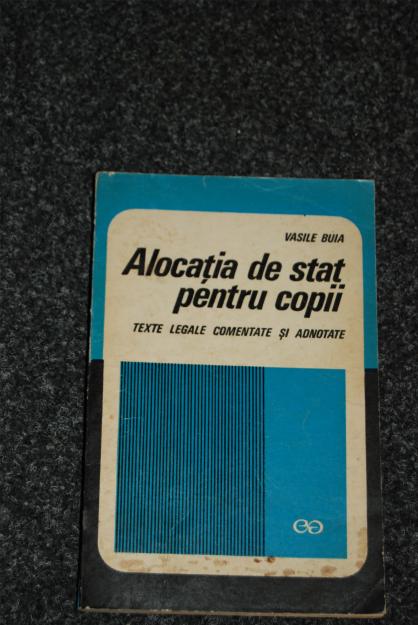 VASILE BUIA
Alocația de stat
pentru copii
TEXTE LEGALE COMENTATE ȘI ADNOTATE